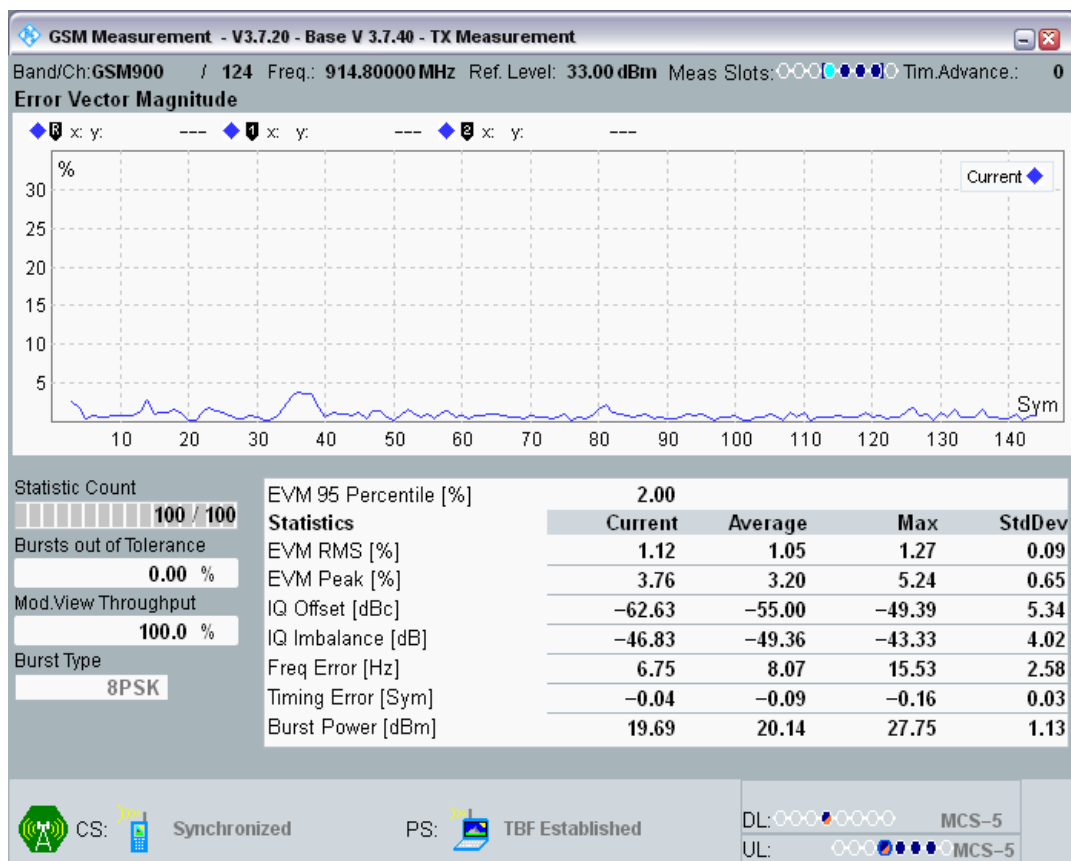 GSM Measurement - V3.7.20 - Base V 3.7.40 - TX Measurement
Band/Ch:GSM900 / 124 Freq.: 914.80000 MHz Ref. Level: 33.00 dBm Meas Slots: Tim.Advance.: 0
Error Vector Magnitude
R x: y: --- 1 x: y: --- 2 x: y: ---
%
Current
30
25
20
15
10
5
Sym
10 20 30 40 50 60 70 80 90 100 110 120 130 140
Statistic Count
100 / 100
Bursts out of Tolerance
0.00 %
Mod.View Throughput
100.0 %
Burst Type
8PSK
EVM 95 Percentile [%] 2.00
Statistics Current Average Max StdDev
EVM RMS [%] 1.12 1.05 1.27 0.09
EVM Peak [%] 3.76 3.20 5.24 0.65
IQ Offset [dBc] −62.63 −55.00 −49.39 5.34
IQ Imbalance [dB] −46.83 −49.36 −43.33 4.02
Freq Error [Hz] 6.75 8.07 15.53 2.58
Timing Error [Sym] −0.04 −0.09 −0.16 0.03
Burst Power [dBm] 19.69 20.14 27.75 1.13
CS: Synchronized PS: TBF Established
DL: MCS−5
UL: MCS−5